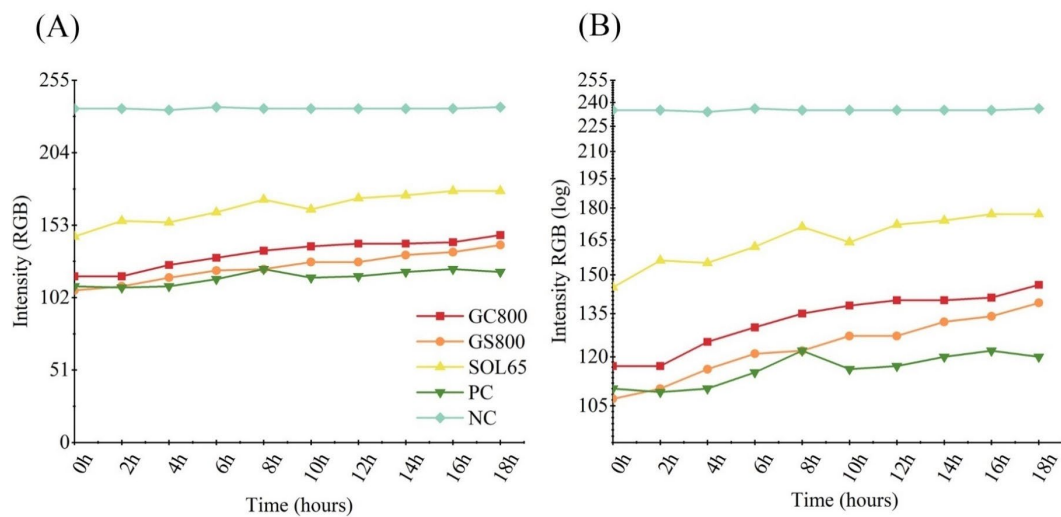 (A)
Intensity (RGB)
255
204
153
102
51
0
GC800
GS800
SOL65
PC
NC
0h 2h 4h 6h 8h 10h 12h 14h 16h 18h
Time (hours)
(B)
Intensity RGB (log)
255
240
225
210
195
180
165
150
135
120
105
0h 2h 4h 6h 8h 10h 12h 14h 16h 18h
Time (hours)